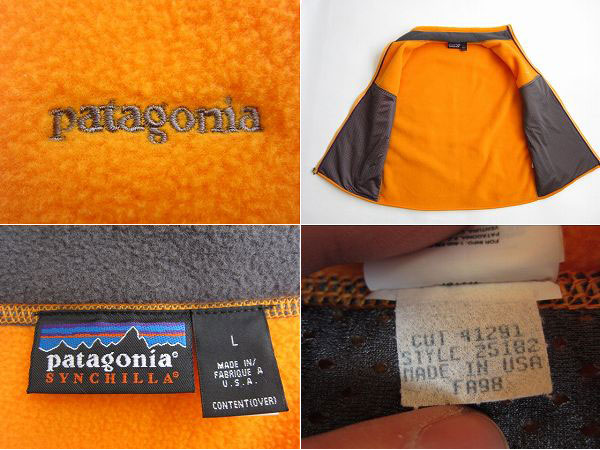 patagonia
patagonia®
SYNCHILLA®
L
MADE IN/
FABRIQUE A
U.S.A.
CONTENT(OVER)
CUT 41291
STYLE 25182
MADE IN USA
FA98